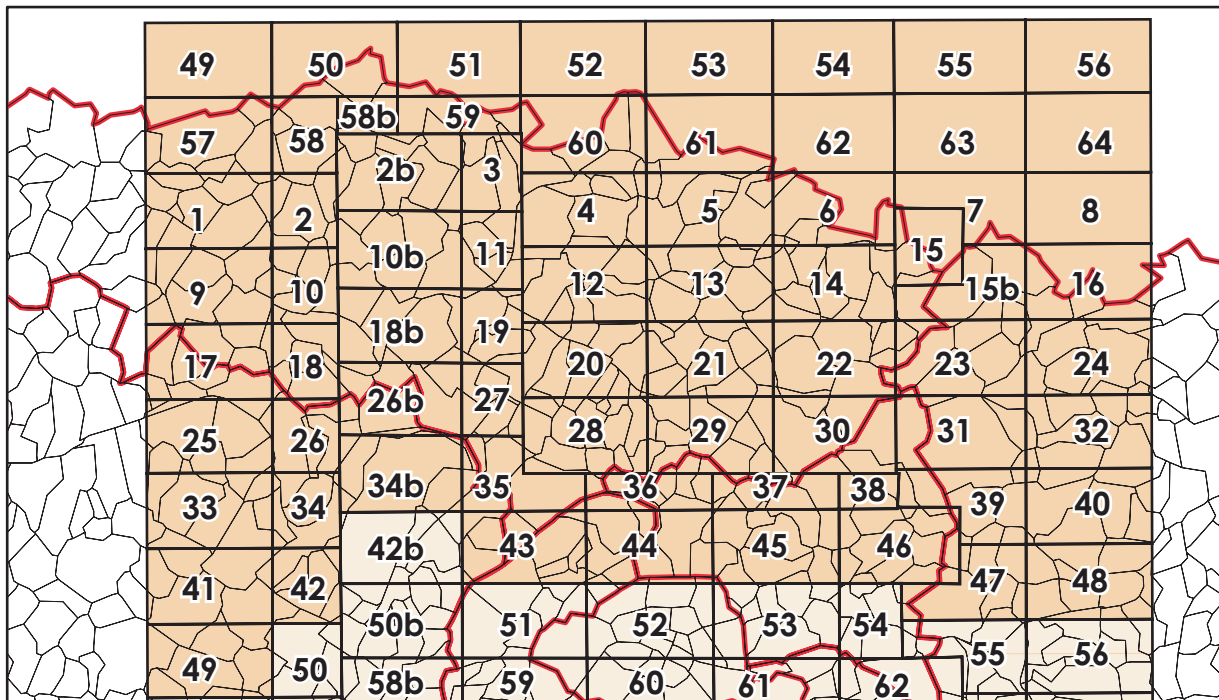 49 50 51 52 53 54 55 56
58b 59
57 58 60 61 62 63 64
2b 3
1 2 4 5 6 7 8
10b 11 15
9 10 12 13 14 15b 16
18b 19
17 18 20 21 22 23 24
26b 27
25 26 28 29 30 31 32
34b 35 36 37 38
33 34 39 40
42b 43 44 45 46
41 42 47 48
50b 51 52 53 54
49 50 55 56
58b 59 60 61 62